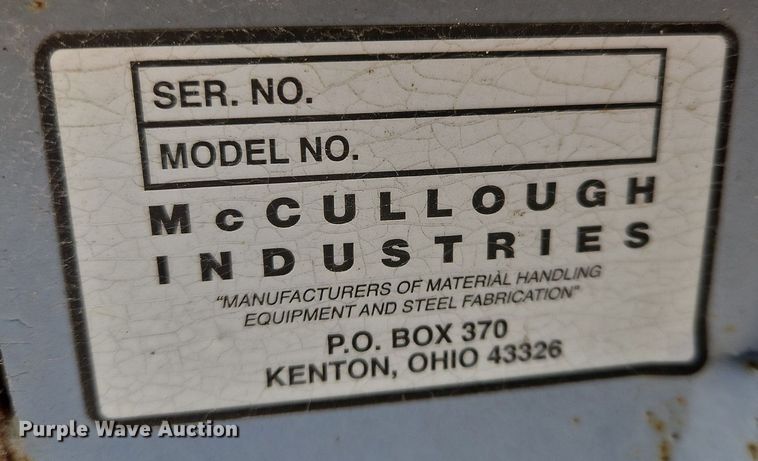 SER. NO.
MODEL NO.
McCULLOUGH
INDUSTRIES
"MANUFACTURERS OF MATERIAL HANDLING
EQUIPMENT AND STEEL FABRICATION"
P.O. BOX 370
KENTON, OHIO 43326
Purple Wave Auction